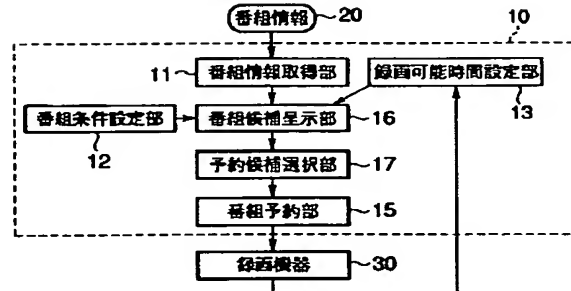 番組情報 20
10
11 番組情報取得部 録画可能時間設定部
13
番組条件設定部 番組候補呈示部 16
12
予約候補選択部 17
番組予約部 15
録画機器 30